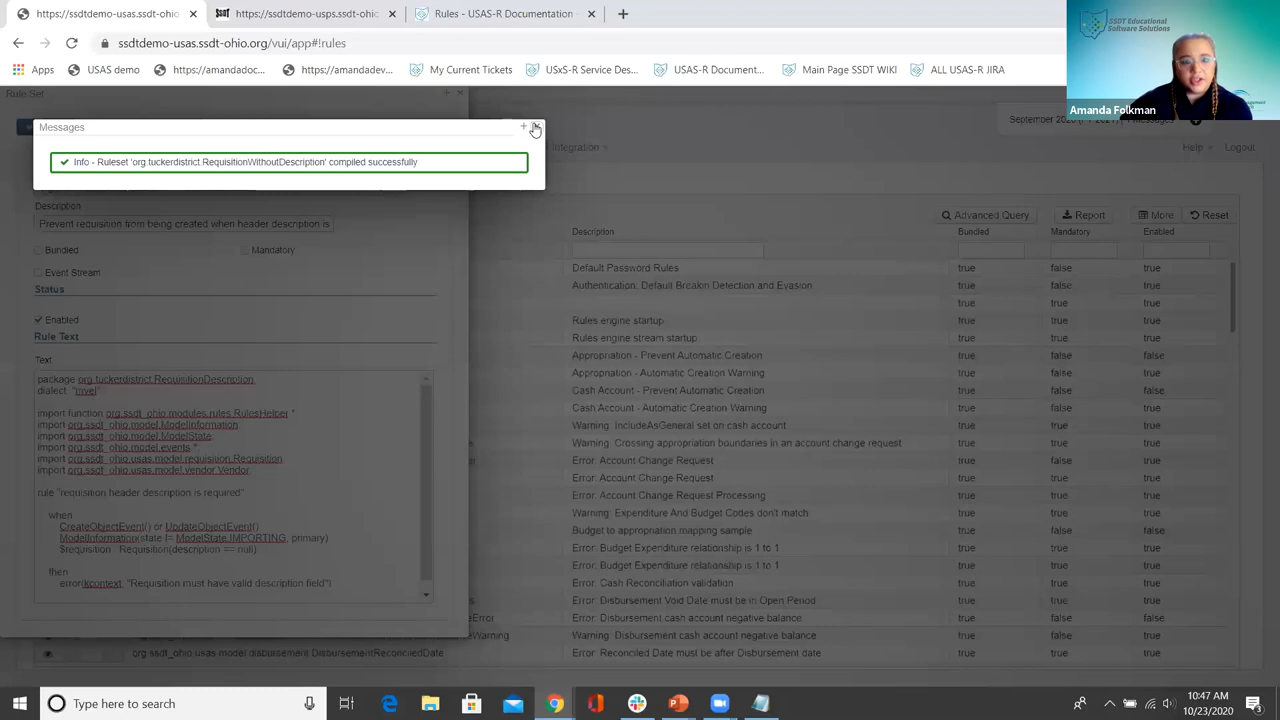 https://ssdtdemo-usas.ssdt-ohio.org/
https://ssdtdemo-usps.ssdt-ohio.org
Rules - USAS-R Documentation -
ssdtdemo-usas.ssdt-ohio.org/vui/app#!rules
Apps
USAS demo
https://amandadoc...
https://amandadev...
My Current Tickets
USxS-R Service Des...
USAS-R Document...
Main Page SSDT WIKI
ALL USAS-R JIRA
SSDT Educational
Software Solutions
Amanda Folkman
Rule Set
Messages
Info - Ruleset 'org.tuckerdistrict.RequisitionWithoutDescription' compiled successfully
Integration
Help
Logout
Description
Prevent requisition from being created when header description is
Bundled
Mandatory
Event Stream
Status
Enabled
Rule Text
Text
package org.tuckerdistrict.RequisitionDescription
dialect "mvel"
import function org.ssdt_ohio.modules.rules.RulesHelper.*
import org.ssdt_ohio.model.ModelInformation;
import org.ssdt_ohio.model.ModelState;
import org.ssdt_ohio.model.events.*
import org.ssdt_ohio.usas.model.requisition.Requisition
import org.ssdt_ohio.usas.model.vendor.Vendor;
rule "requisition header description is required"
when
CreateObjectEvent() or UpdateObjectEvent()
ModelInformation(state != ModelState.IMPORTING, primary)
$requisition : Requisition(description == null)
then
error(kcontext, "Requisition must have valid description field")
Advanced Query
Report
More
Reset
Description Bundled Mandatory Enabled
Default Password Rules true false true
Authentication: Default Breakin Detection and Evasion true false true
true true true
Rules engine startup true true true
Rules engine stream startup true true true
Appropriation - Prevent Automatic Creation true false false
Appropriation - Automatic Creation Warning true false true
Cash Account - Prevent Automatic Creation true false false
Cash Account - Automatic Creation Warning true false true
Warning: IncludeAsGeneral set on cash account true false true
Warning: Crossing appropriation boundaries in an account change request true false true
Error: Account Change Request true false true
Error: Account Change Request true true true
Error: Account Change Request Processing true true true
Warning: Expenditure And Budget Codes don't match true false true
Budget to appropriation mapping sample true false false
Error: Budget Expenditure relationship is 1 to 1 true true true
Error: Budget Expenditure relationship is 1 to 1 true true true
Error: Cash Reconciliation validation true true true
Error: Disbursement Void Date must be in Open Period true true true
Error: Disbursement cash account negative balance true false true
Warning: Disbursement cash account negative balance true true true
org.ssdt_ohio.usas.model.disbursement.DisbursementReconciledDate Error: Reconciled Date must be after Disbursement date true true true
Type here to search
10:47 AM
10/23/2020